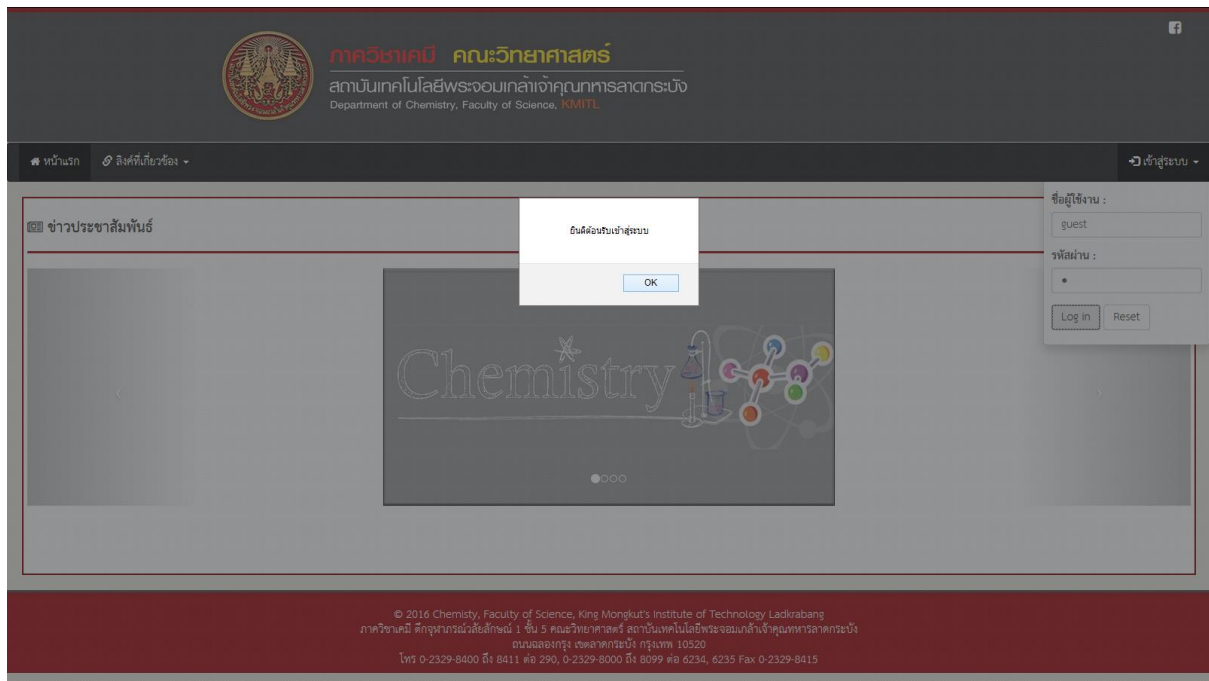 ภาควิชาเคมี คณะวิทยาศาสตร์
สถาบันเทคโนโลยีพระจอมเกล้าเจ้าคุณทหารลาดกระบัง
Department of Chemistry, Faculty of Science, KMITL
หน้าแรก ลิงค์ที่เกี่ยวข้อง เข้าสู่ระบบ
ชื่อผู้ใช้งาน :
guest
รหัสผ่าน :
Log in Reset
ข่าวประชาสัมพันธ์
ยินดีต้อนรับเข้าสู่ระบบ
OK
Chemistry
© 2016 Chemisty, Faculty of Science, King Mongkut's Institute of Technology Ladkrabang
ภาควิชาเคมี ตึกจุฬาภรณ์วลัยลักษณ์ 1 ชั้น 5 คณะวิทยาศาสตร์ สถาบันเทคโนโลยีพระจอมเกล้าเจ้าคุณทหารลาดกระบัง
ถนนฉลองกรุง เขตลาดกระบัง กรุงเทพ 10520
โทร 0-2329-8400 ถึง 8411 ต่อ 290, 0-2329-8000 ถึง 8099 ต่อ 6234, 6235 Fax 0-2329-8415